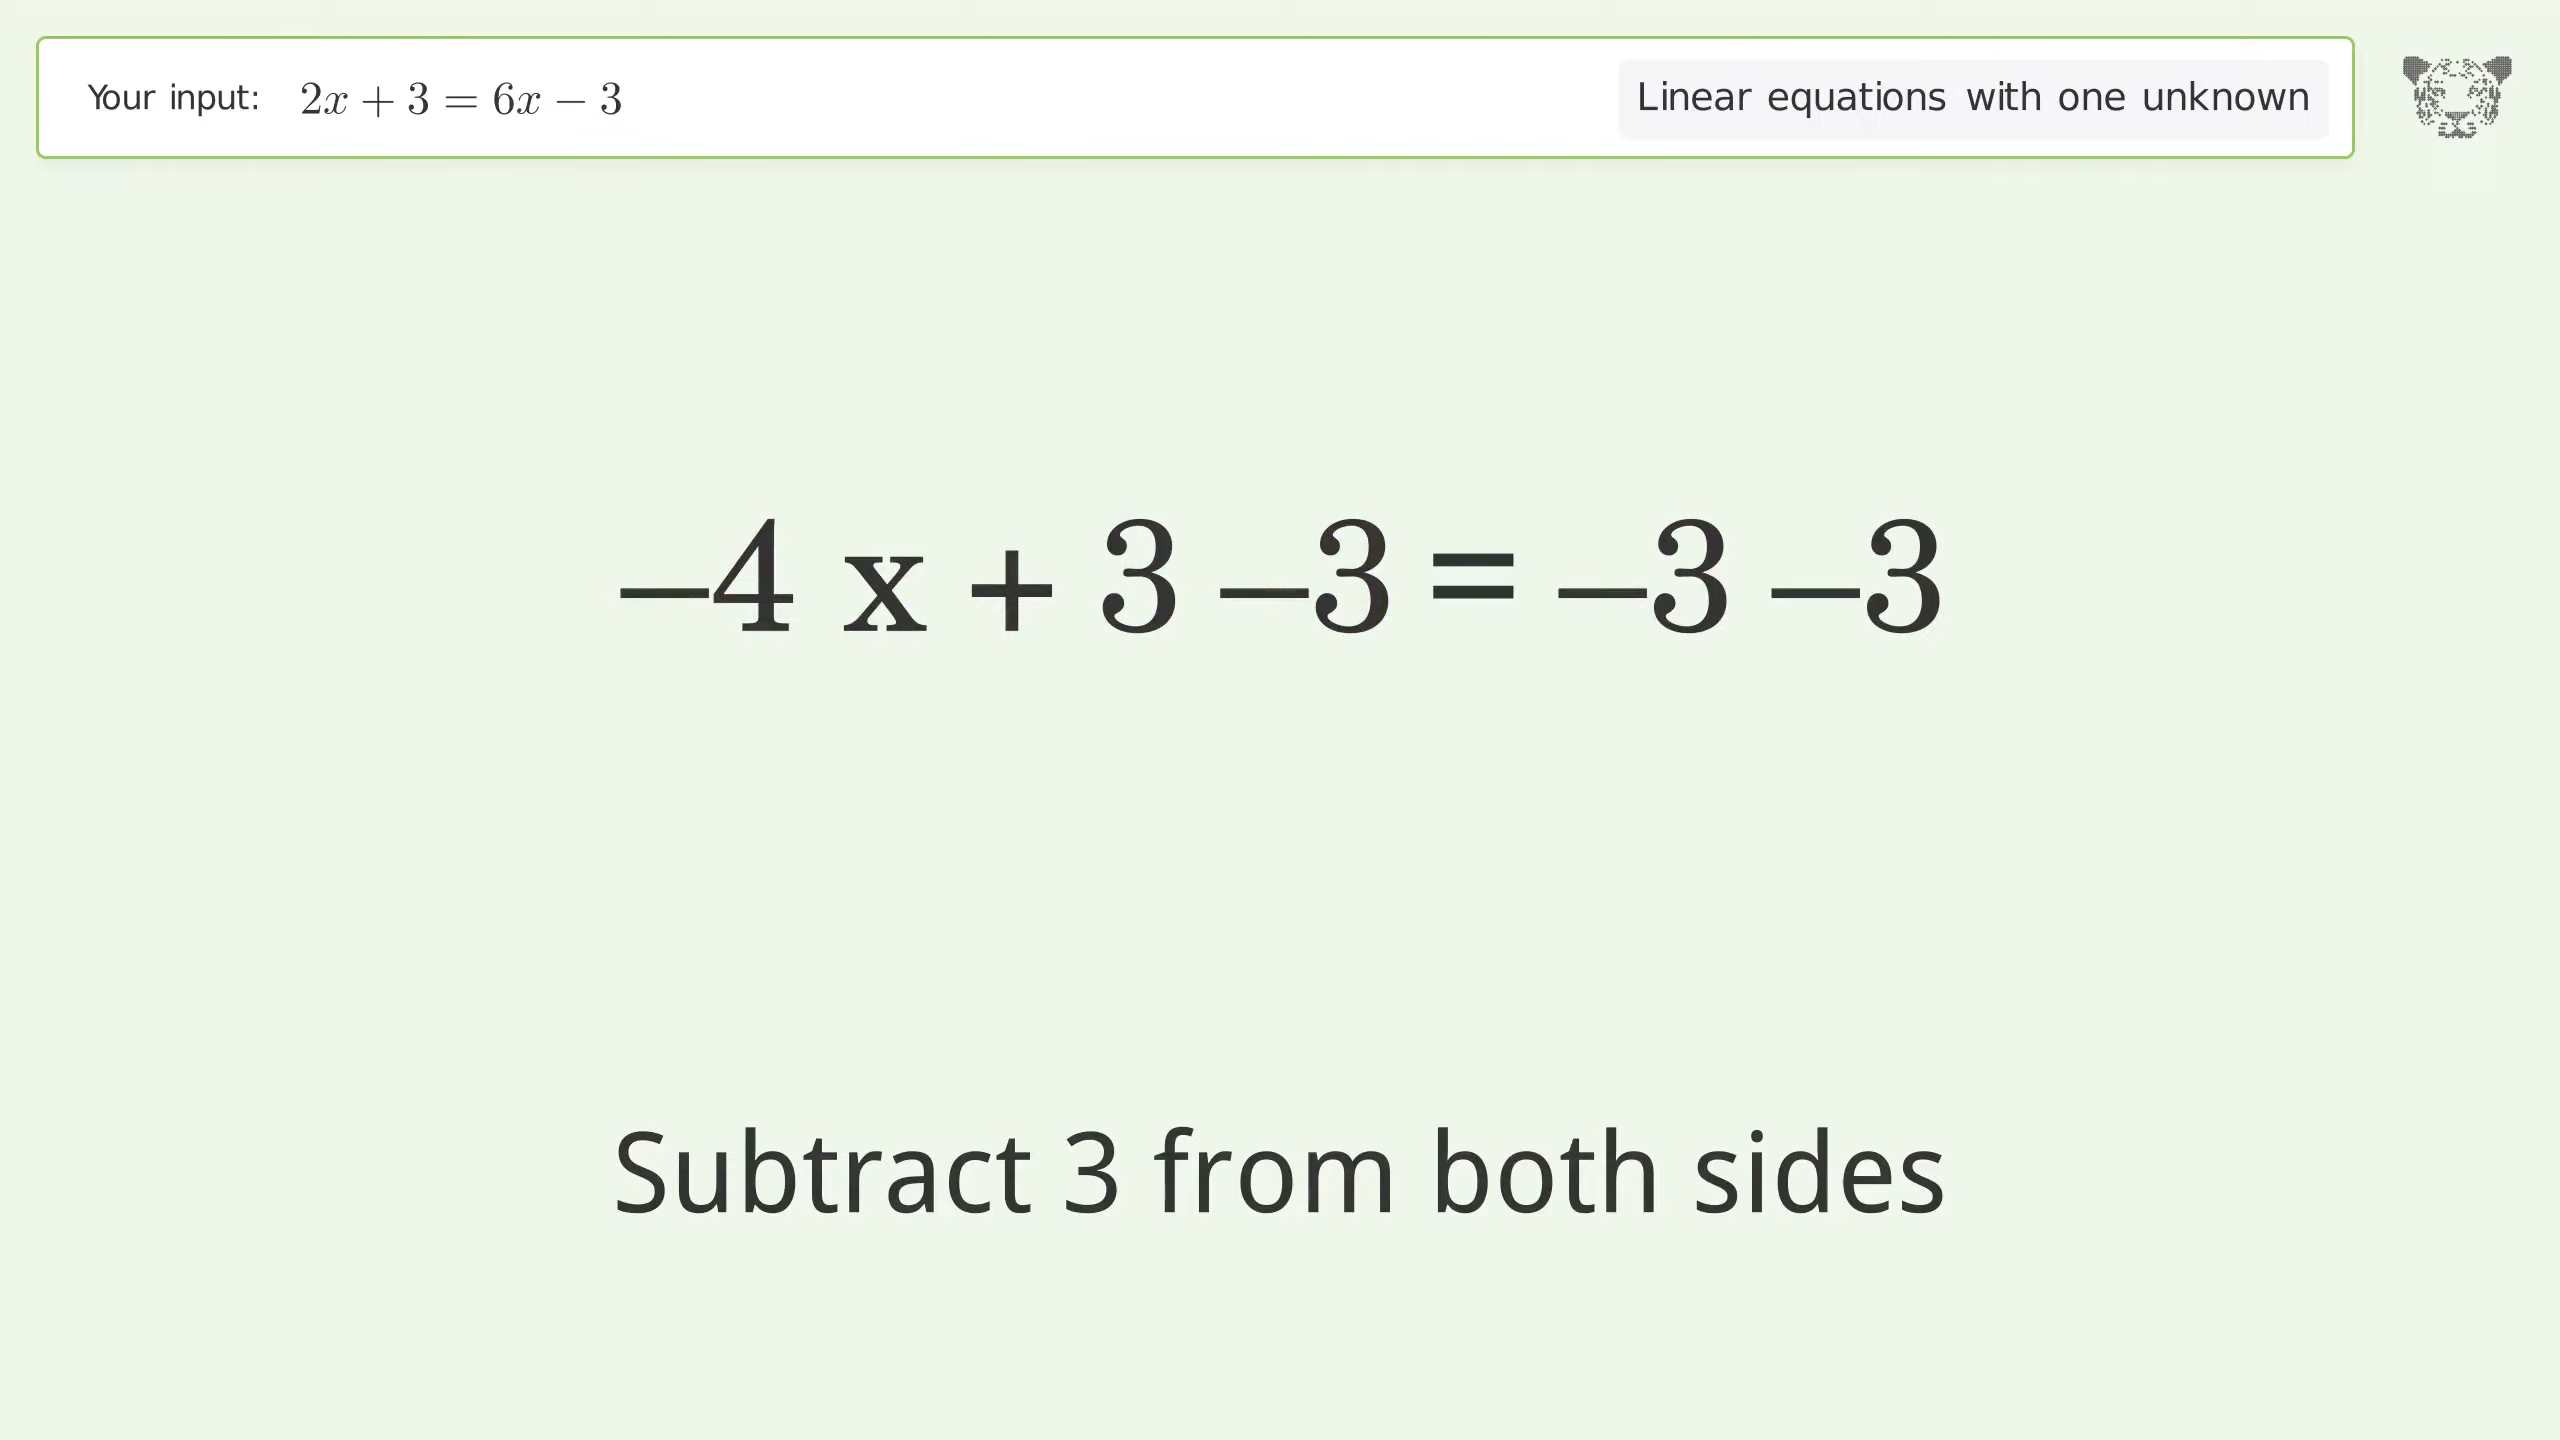 Your input: 2x + 3 = 6x − 3
Linear equations with one unknown
−4 x + 3 −3 = −3 −3
Subtract 3 from both sides